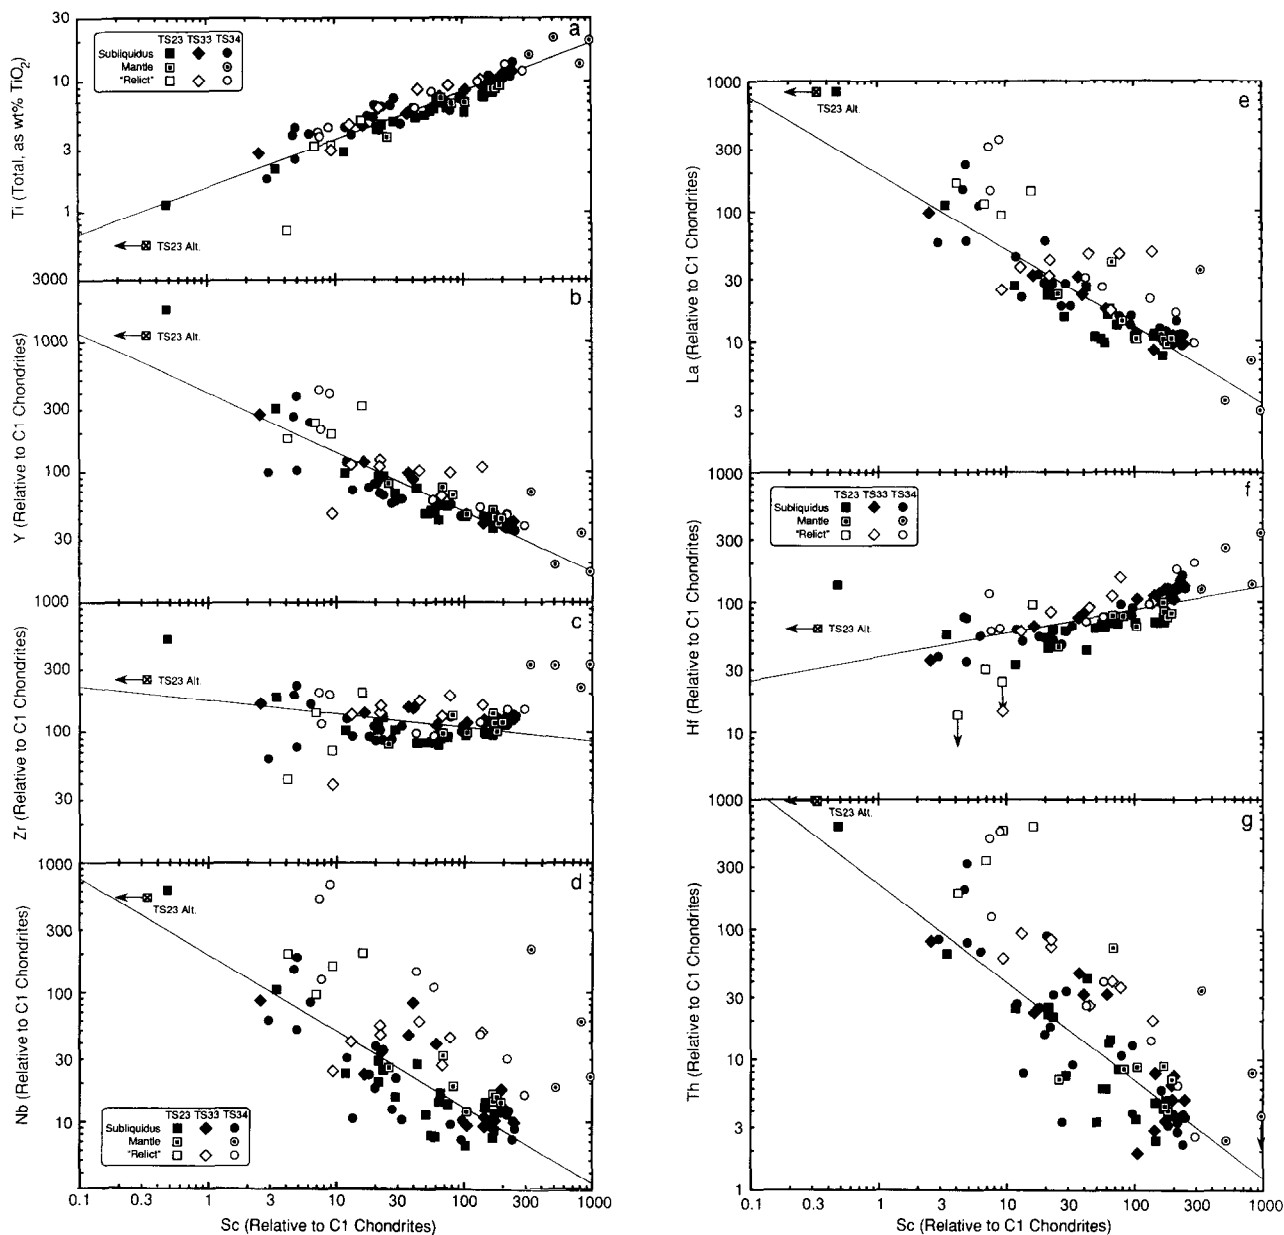 a
30
10
3
1
3000
Ti (Total, as wt% TiO₂)
TS23 TS33 TS34
Subliquidus
Mantle
"Relict"
TS23 Alt.
b
1000
300
100
30
1000
Y (Relative to C1 Chondrites)
TS23 Alt.
c
300
100
30
1000
Zr (Relative to C1 Chondrites)
TS23 Alt.
d
300
100
30
10
Nb (Relative to C1 Chondrites)
TS23 Alt.
TS23 TS33 TS34
Subliquidus
Mantle
"Relict"
0.1 0.3 1 3 10 30 100 300 1000
Sc (Relative to C1 Chondrites)
e
1000
300
100
30
10
3
1000
La (Relative to C1 Chondrites)
TS23 Alt.
f
300
100
30
10
1000
Hf (Relative to C1 Chondrites)
TS23 TS33 TS34
Subliquidus
Mantle
"Relict"
TS23 Alt.
g
300
100
30
10
3
1
Th (Relative to C1 Chondrites)
TS23 Alt.
0.1 0.3 1 3 10 30 100 300 1000
Sc (Relative to C1 Chondrites)